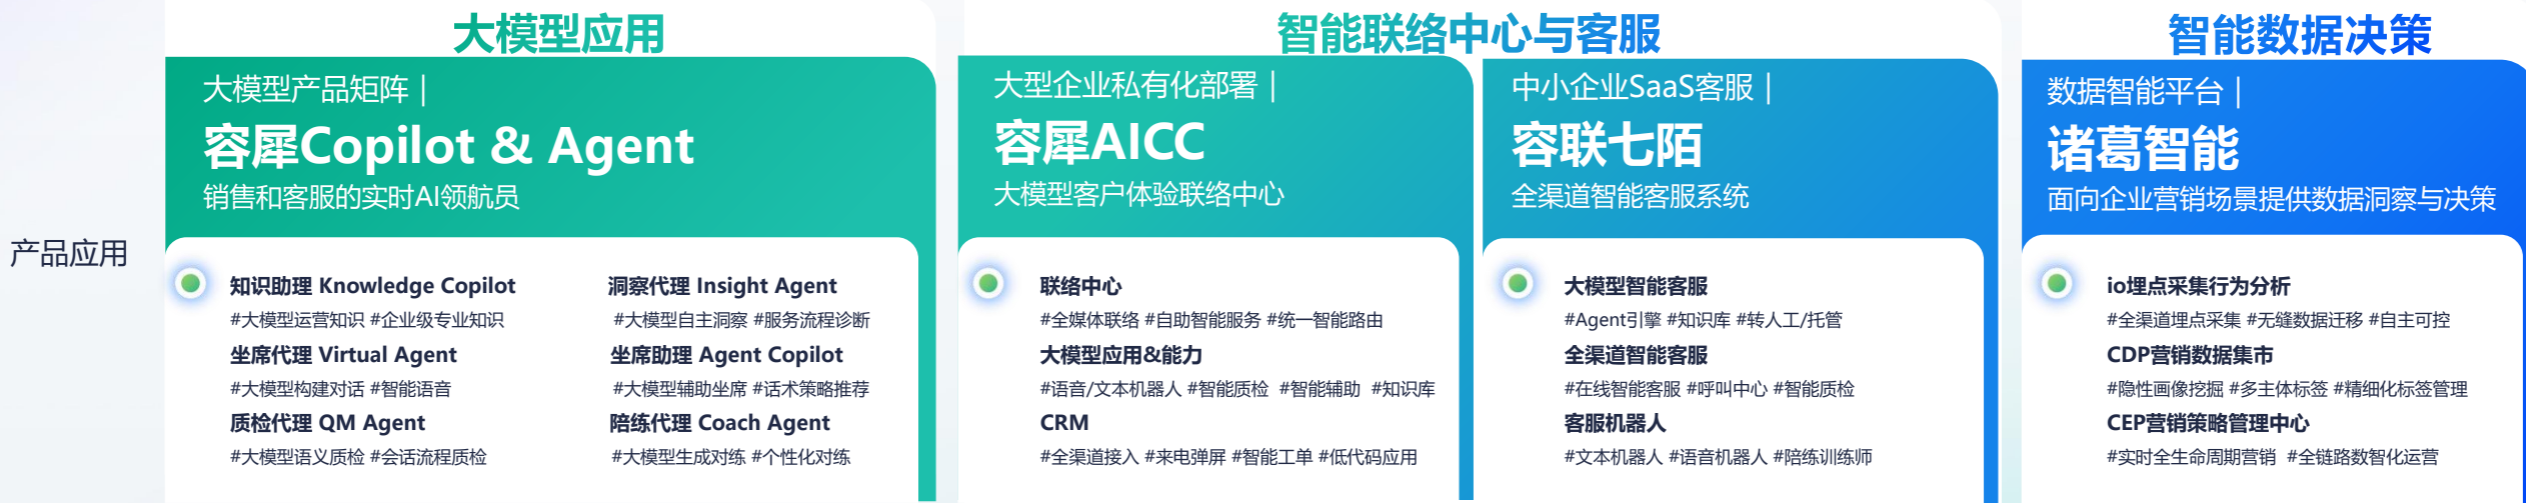 产品应用
大模型应用
大模型产品矩阵 |
容犀Copilot & Agent
销售和客服的实时AI领航员
知识助理 Knowledge Copilot
#大模型运营知识 #企业级专业知识
坐席代理 Virtual Agent
#大模型构建对话 #智能语音
质检代理 QM Agent
#大模型语义质检 #会话流程质检
洞察代理 Insight Agent
#大模型自主洞察 #服务流程诊断
坐席助理 Agent Copilot
#大模型辅助坐席 #话术策略推荐
陪练代理 Coach Agent
#大模型生成对练 #个性化对练
智能联络中心与客服
大型企业私有化部署 |
容犀AICC
大模型客户体验联络中心
联络中心
#全媒体联络 #自助智能服务 #统一智能路由
大模型应用&能力
#语音/文本机器人 #智能质检 #智能辅助 #知识库
CRM
#全渠道接入 #来电弹屏 #智能工单 #低代码应用
中小企业SaaS客服 |
容联七陌
全渠道智能客服系统
大模型智能客服
#Agent引擎 #知识库 #转人工/托管
全渠道智能客服
#在线智能客服 #呼叫中心 #智能质检
客服机器人
#文本机器人 #语音机器人 #陪练训练师
智能数据决策
数据智能平台 |
诸葛智能
面向企业营销场景提供数据洞察与决策
io埋点采集行为分析
#全渠道埋点采集 #无缝数据迁移 #自主可控
CDP营销数据集市
#隐性画像挖掘 #多主体标签 #精细化标签管理
CEP营销策略管理中心
#实时全生命周期营销 #全链路数智化运营